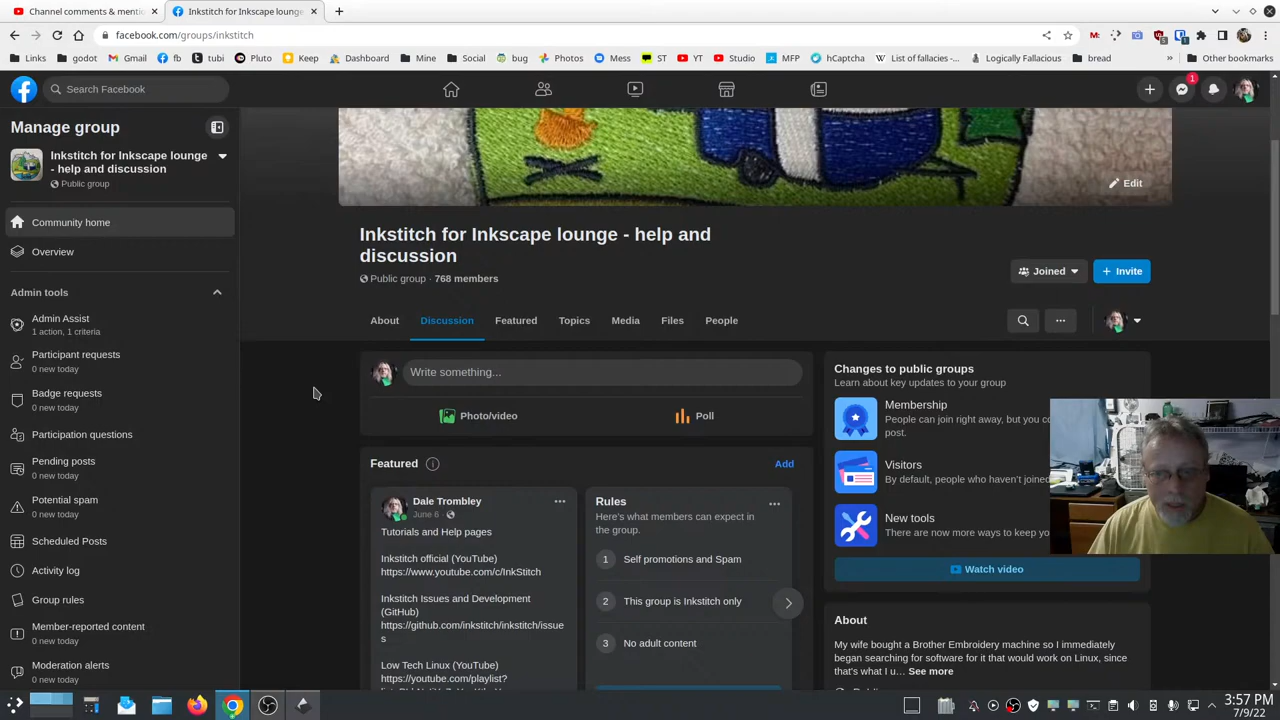 Channel comments & mentio
Inkstitch for Inkscape lounge
facebook.com/groups/inkstitch
Links
godot
Gmail
fb
tubi
Pluto
Keep
Dashboard
Mine
Social
bug
Photos
Mess
ST
YT
Studio
MFP
hCaptcha
List of fallacies -...
Logically Fallacious
bread
Other bookmarks
Search Facebook
1
Manage group
Inkstitch for Inkscape lounge
- help and discussion
Public group
Community home
Overview
Admin tools
Admin Assist
1 action, 1 criteria
Participant requests
0 new today
Badge requests
0 new today
Participation questions
Pending posts
0 new today
Potential spam
0 new today
Scheduled Posts
Activity log
Group rules
Member-reported content
0 new today
Moderation alerts
0 new today
Edit
Inkstitch for Inkscape lounge - help and
discussion
Public group · 768 members
Joined
+ Invite
About
Discussion
Featured
Topics
Media
Files
People
Write something...
Photo/video
Poll
Featured
Add
Dale Trombley
June 6 ·
Tutorials and Help pages
Inkstitch official (YouTube)
https://www.youtube.com/c/InkStitch
Inkstitch Issues and Development
(GitHub)
https://github.com/inkstitch/inkstitch/issue
s
Low Tech Linux (YouTube)
https://youtube.com/playlist?
Rules
Here's what members can expect in
the group.
1 Self promotions and Spam
2 This group is Inkstitch only
3 No adult content
Changes to public groups
Learn about key updates to your group
Membership
People can join right away, but you co
post.
Visitors
By default, people who haven't joined
New tools
There are now more ways to keep yo
Watch video
About
My wife bought a Brother Embroidery machine so I immediately
began searching for software for it that would work on Linux, since
that's what I u... See more
3:57 PM
7/9/22